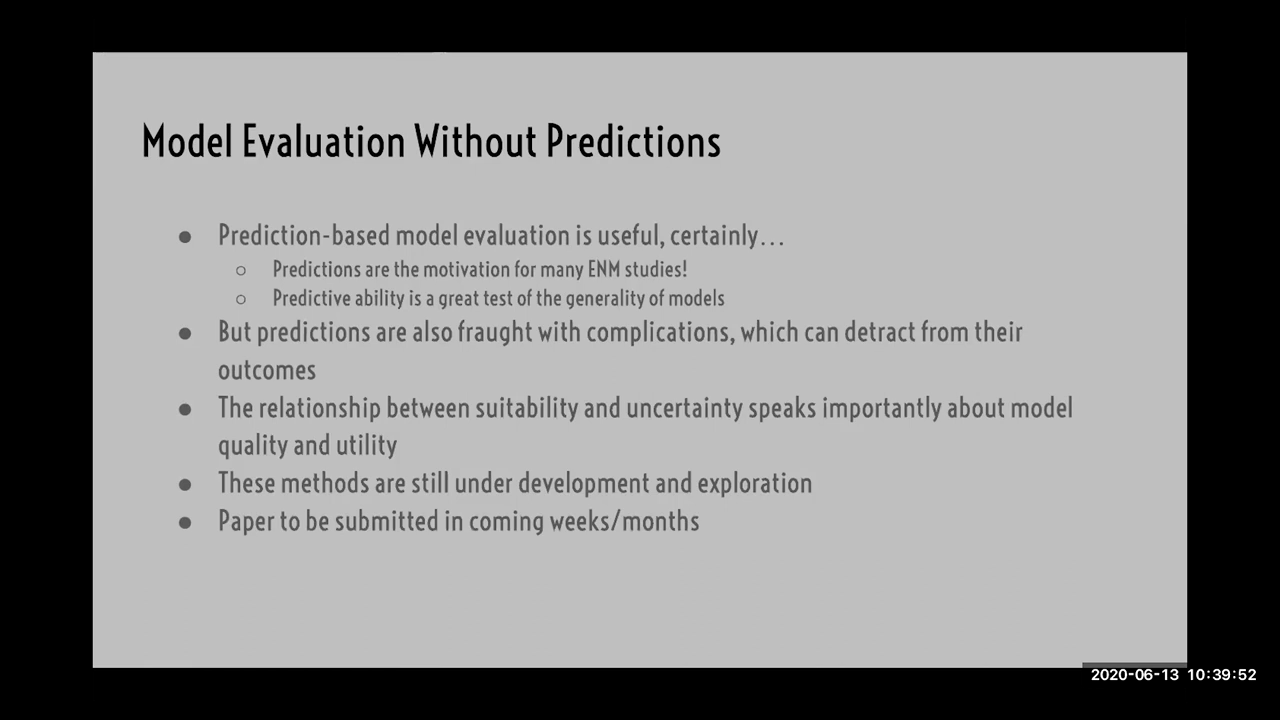 Model Evaluation Without Predictions
● Prediction-based model evaluation is useful, certainly…
○ Predictions are the motivation for many ENM studies!
○ Predictive ability is a great test of the generality of models
● But predictions are also fraught with complications, which can detract from their
outcomes
● The relationship between suitability and uncertainty speaks importantly about model
quality and utility
● These methods are still under development and exploration
● Paper to be submitted in coming weeks/months
2020-06-13 10:39:52